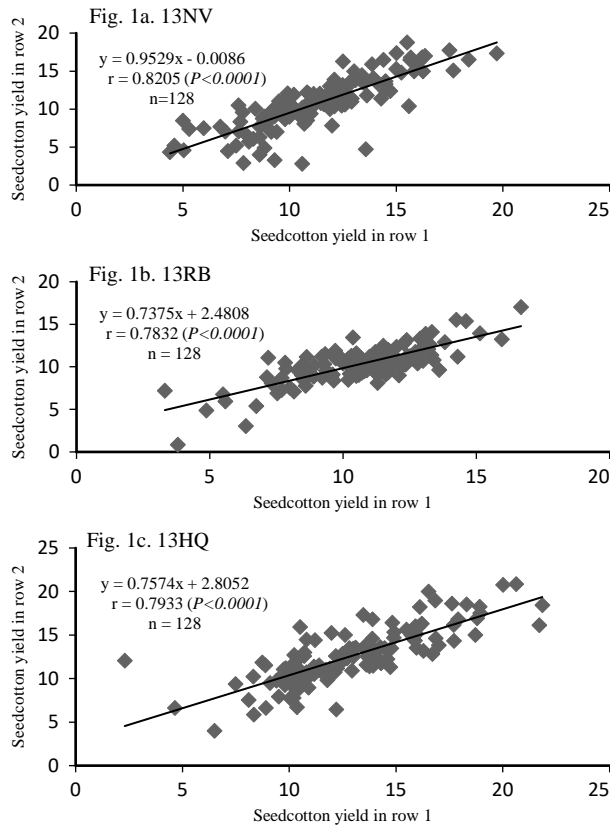 Fig. 1a. 13NV
y = 0.9529x - 0.0086
r = 0.8205 (P<0.0001)
n=128
Seedcotton yield in row 2
20
15
10
5
0
0 5 10 15 20 25
Seedcotton yield in row 1
Fig. 1b. 13RB
y = 0.7375x + 2.4808
r = 0.7832 (P<0.0001)
n = 128
Seedcotton yield in row 2
20
15
10
5
0
0 5 10 15 20
Seedcotton yield in row 1
Fig. 1c. 13HQ
y = 0.7574x + 2.8052
r = 0.7933 (P<0.0001)
n = 128
Seedcotton yield in row 2
25
20
15
10
5
0
0 5 10 15 20 25
Seedcotton yield in row 1